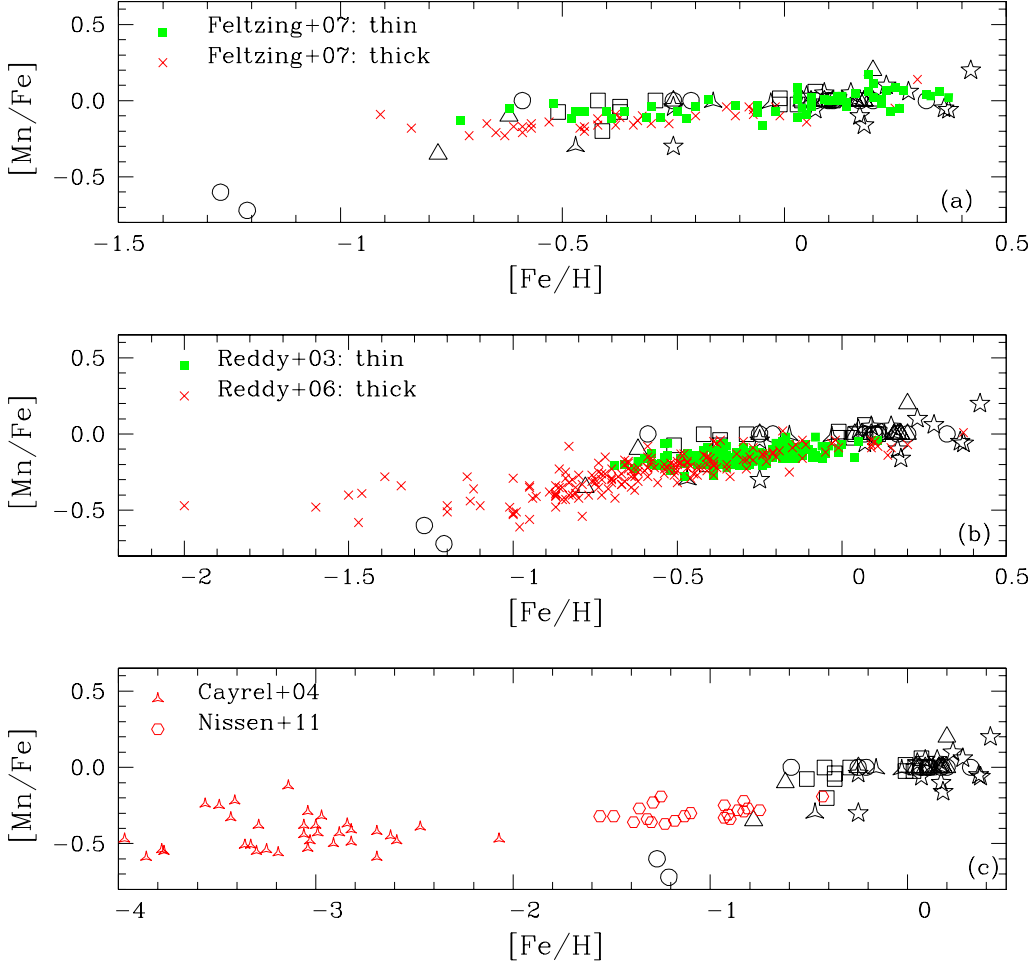 Feltzing+07: thin
Feltzing+07: thick
0.5
0.0
−0.5
[Mn/Fe]
(a)
−1.5 −1 −0.5 0 0.5
[Fe/H]
Reddy+03: thin
Reddy+06: thick
0.5
0.0
−0.5
[Mn/Fe]
(b)
−2 −1.5 −1 −0.5 0 0.5
[Fe/H]
Cayrel+04
Nissen+11
0.5
0.0
−0.5
[Mn/Fe]
(c)
−4 −3 −2 −1 0
[Fe/H]